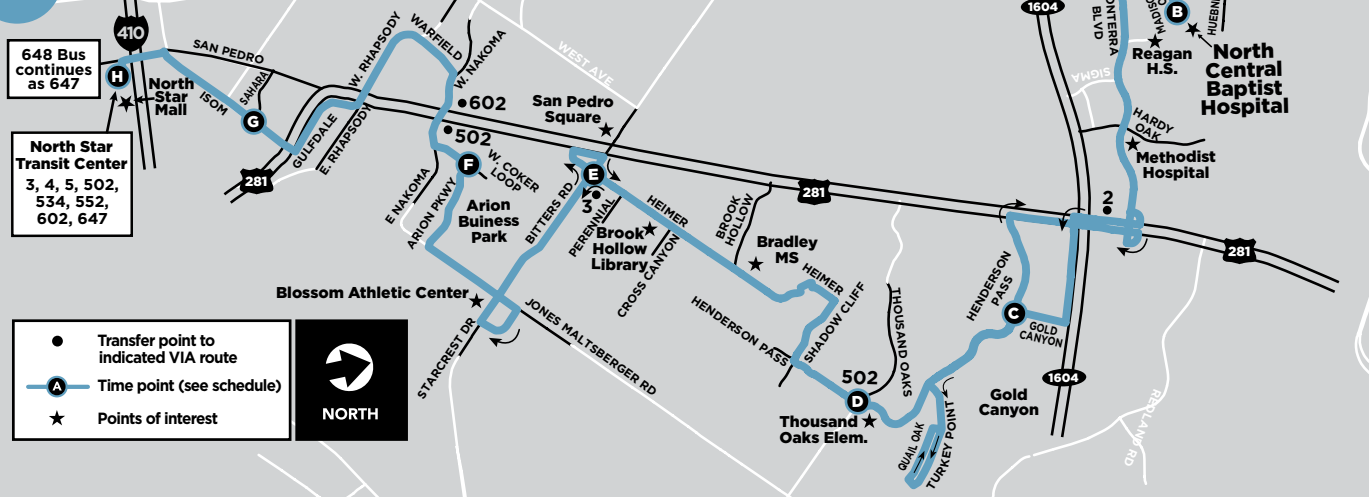 410
648 Bus
continues
as 647
H
North
Star
Mall
North Star
Transit Center
3, 4, 5, 502,
534, 552,
602, 647
SAN PEDRO
ISOM
SAHARA
G
GULFDALE
E. RHAPSODY
W. RHAPSODY
281
WARFIELD
W. NAKOMA
602
502
E NAKOMA
F
W. COKER
LOOP
ARION PKWY
Arion
Buiness
Park
WEST AVE
San Pedro
Square
E
3
BITTERS RD
PERENNIAL
HEIMER
Brook
Hollow
Library
CROSS CANYON
BROOK
HOLLOW
Bradley
MS
HEIMER
SHADOW CLIFF
HENDERSON PASS
281
Blossom Athletic Center
STARCREST DR
JONES MALTSBERGER RD
502
D
Thousand
Oaks Elem.
THOUSAND OAKS
QUAIL OAK
TURKEY POINT
HENDERSON
PASS
C
GOLD
CANYON
Gold
Canyon
1604
2
281
REDLAND RD
1604
ONTERRA
BLVD
SIGMA
B
HUEBN
Reagan
H.S.
North
Central
Baptist
Hospital
HARDY
OAK
Methodist
Hospital
Transfer point to
indicated VIA route
A
Time point (see schedule)
Points of interest
NORTH